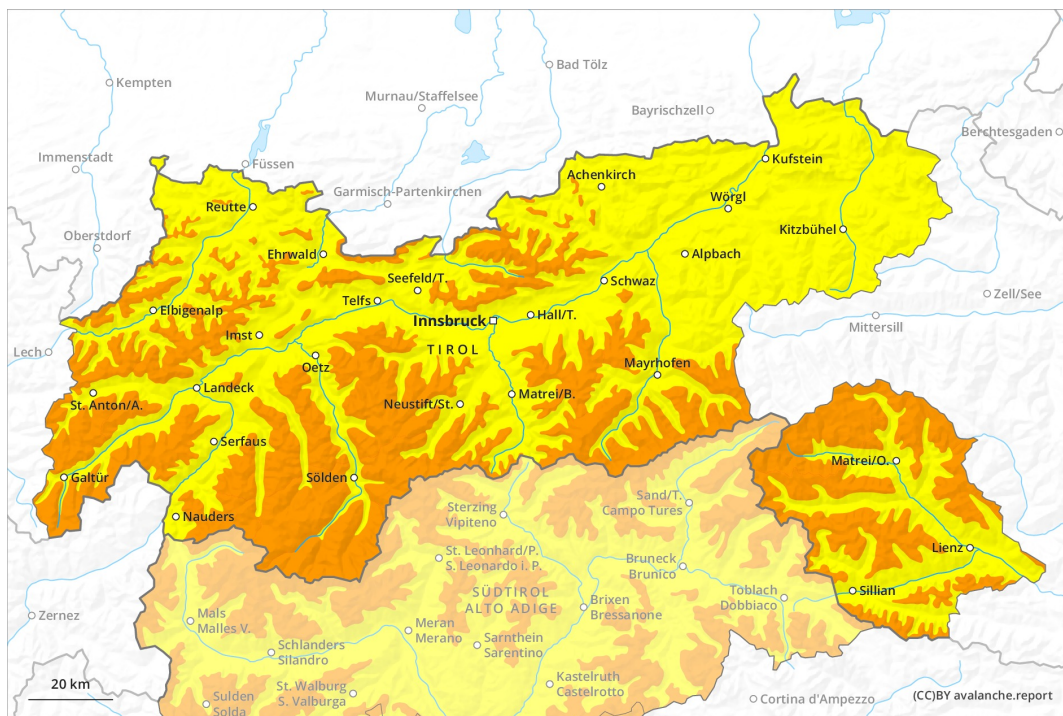 Kempten
Bad Tölz
Murnau/Staffelsee
Bayrischzell
Berchtesgaden
Immenstadt
Füssen
Kufstein
Garmisch-Partenkirchen
Achenkirch
Reutte
Wörgl
Oberstdorf
Kitzbühel
Ehrwald
Alpbach
Seefeld/T.
Schwaz
Telfs
Zell/See
Elbigenalp
Innsbruck
Hall/T.
Mittersill
Imst
TIROL
Lech
Oetz
Mayrhofen
Landeck
St. Anton/A.
Neustift/St.
Matrei/B.
Serfaus
Matrei/O.
Galtür
Sölden
Sand/T.
Campo Tures
Sterzing
Vipiteno
Nauders
Lienz
St. Leonhard/P.
S. Leonardo i. P.
Bruneck
Brunico
Toblach
Dobbiaco
Sillian
SÜDTIROL
ALTO ADIGE
Brixen
Bressanone
Zernez
Mals
Malles V.
Meran
Merano
Schlanders
Silandro
Sarnthein
Sarentino
Kastelruth
Castelrotto
20 km
St. Walburg
S. Valburga
Sulden
Solda
Cortina d'Ampezzo
(CC)BY avalanche.report